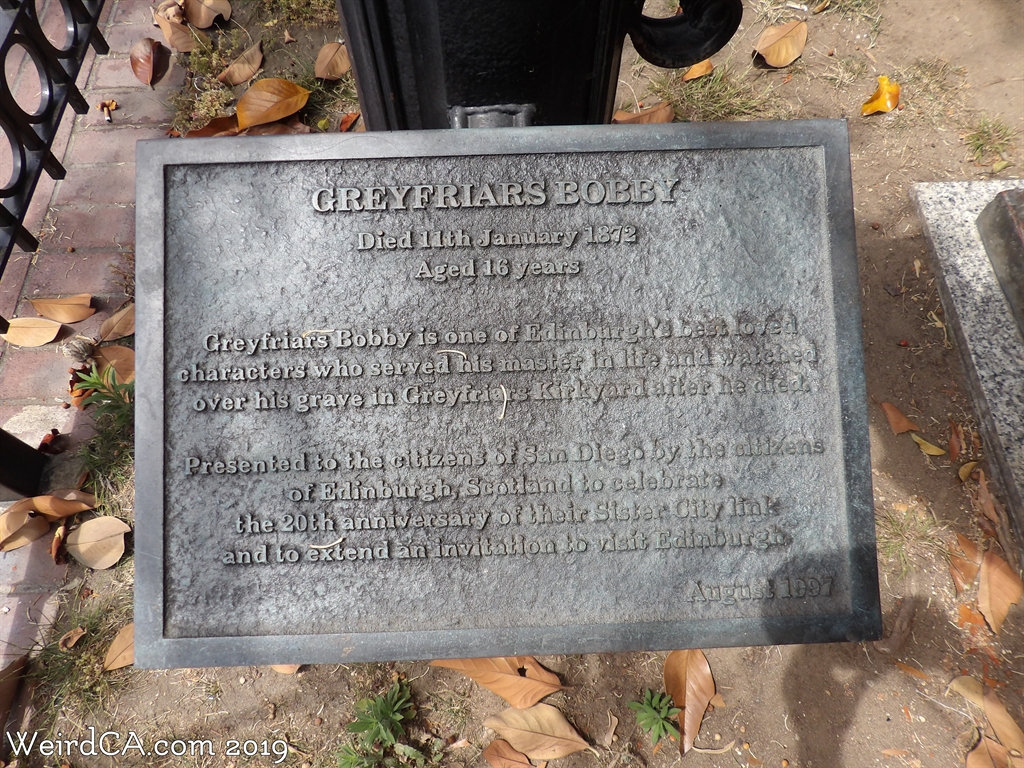 GREYFRIARS BOBBY
Died 11th January 1872
Aged 16 years
Greyfriars Bobby is one of Edinburgh's best loved
characters who served his master in life and watched
over his grave in Greyfriars Kirkyard after he died.
Presented to the citizens of San Diego by the citizens
of Edinburgh, Scotland to celebrate
the 20th anniversary of their Sister City link
and to extend an invitation to visit Edinburgh.
August 1997
WeirdCA.com 2019